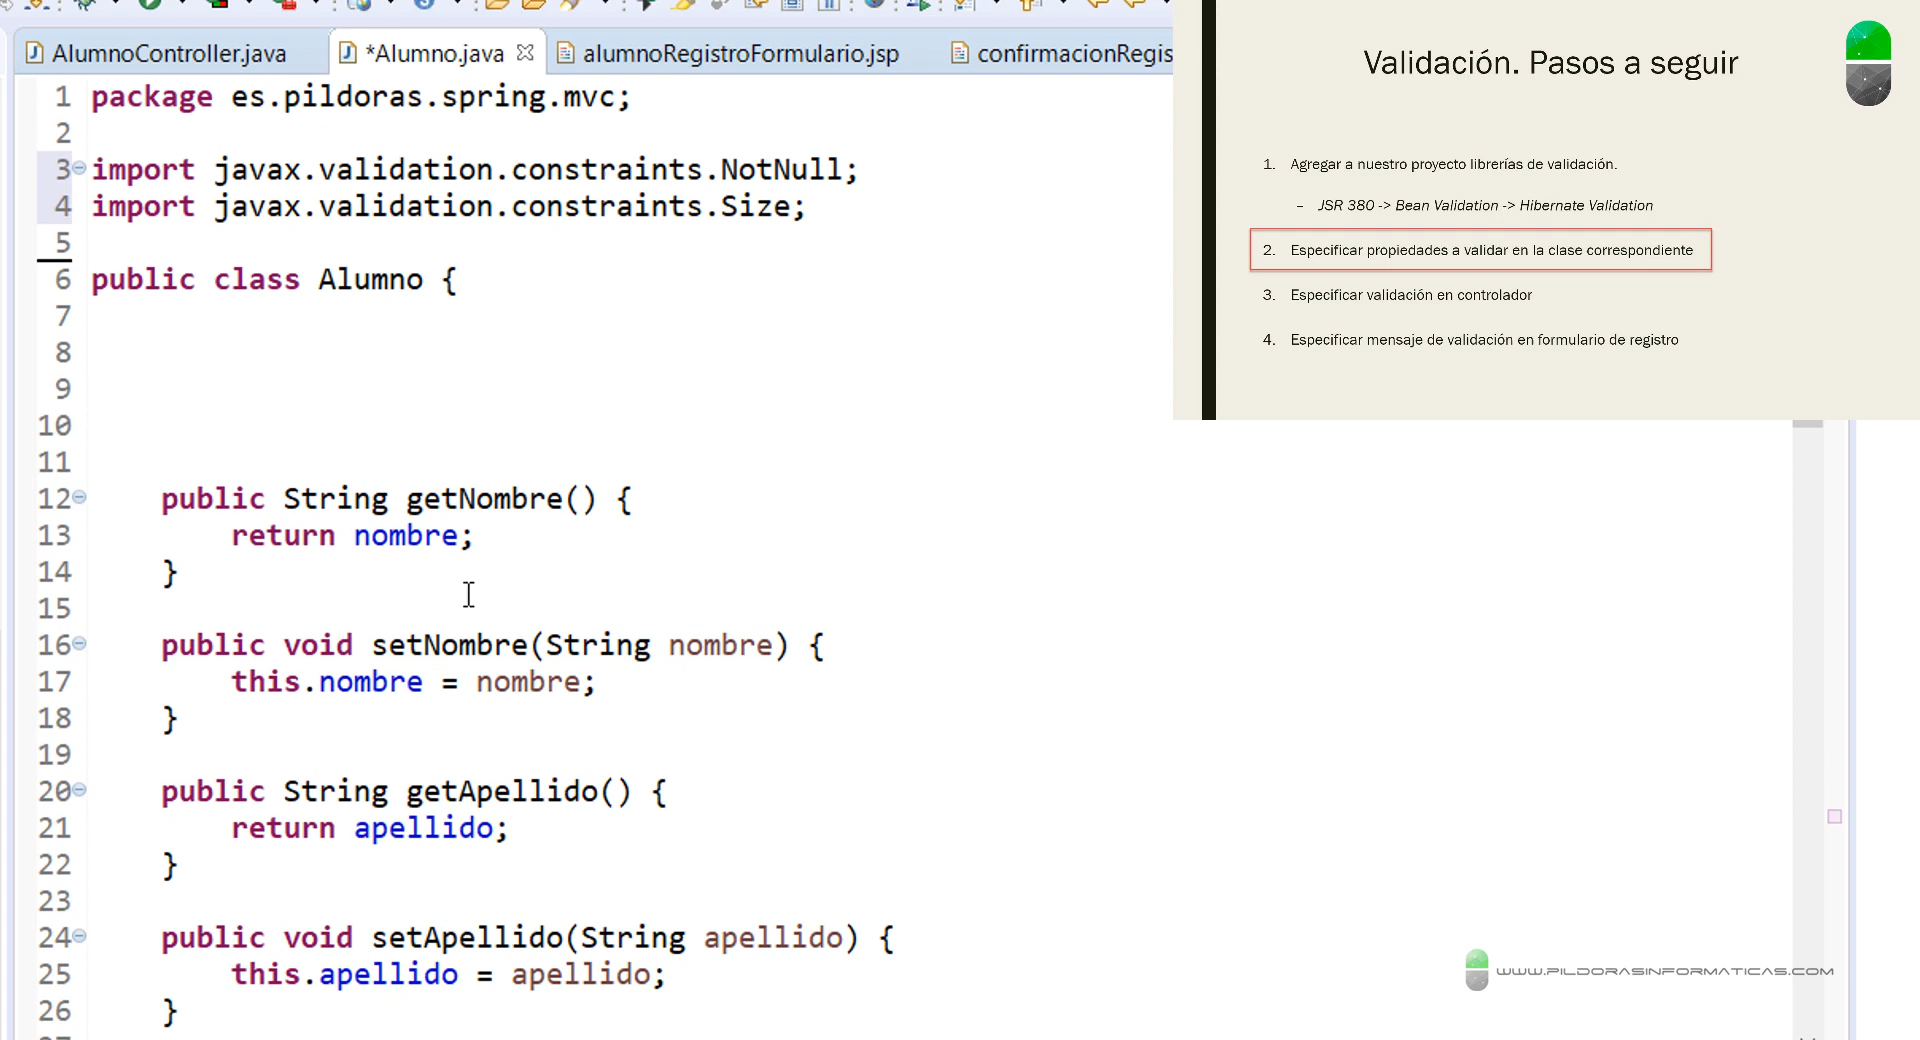 AlumnoController.java
*Alumno.java
alumnoRegistroFormulario.jsp
confirmacionRegis
1 package es.pildoras.spring.mvc;
2
3 import javax.validation.constraints.NotNull;
4 import javax.validation.constraints.Size;
5
6 public class Alumno {
7
8
9
10
11
12 public String getNombre() {
13 return nombre;
14 }
15
16 public void setNombre(String nombre) {
17 this.nombre = nombre;
18 }
19
20 public String getApellido() {
21 return apellido;
22 }
23
24 public void setApellido(String apellido) {
25 this.apellido = apellido;
26 }
Validación. Pasos a seguir
1. Agregar a nuestro proyecto librerías de validación.
– JSR 380 -> Bean Validation -> Hibernate Validation
2. Especificar propiedades a validar en la clase correspondiente
3. Especificar validación en controlador
4. Especificar mensaje de validación en formulario de registro
WWW.PILDORASINFORMATICAS.COM